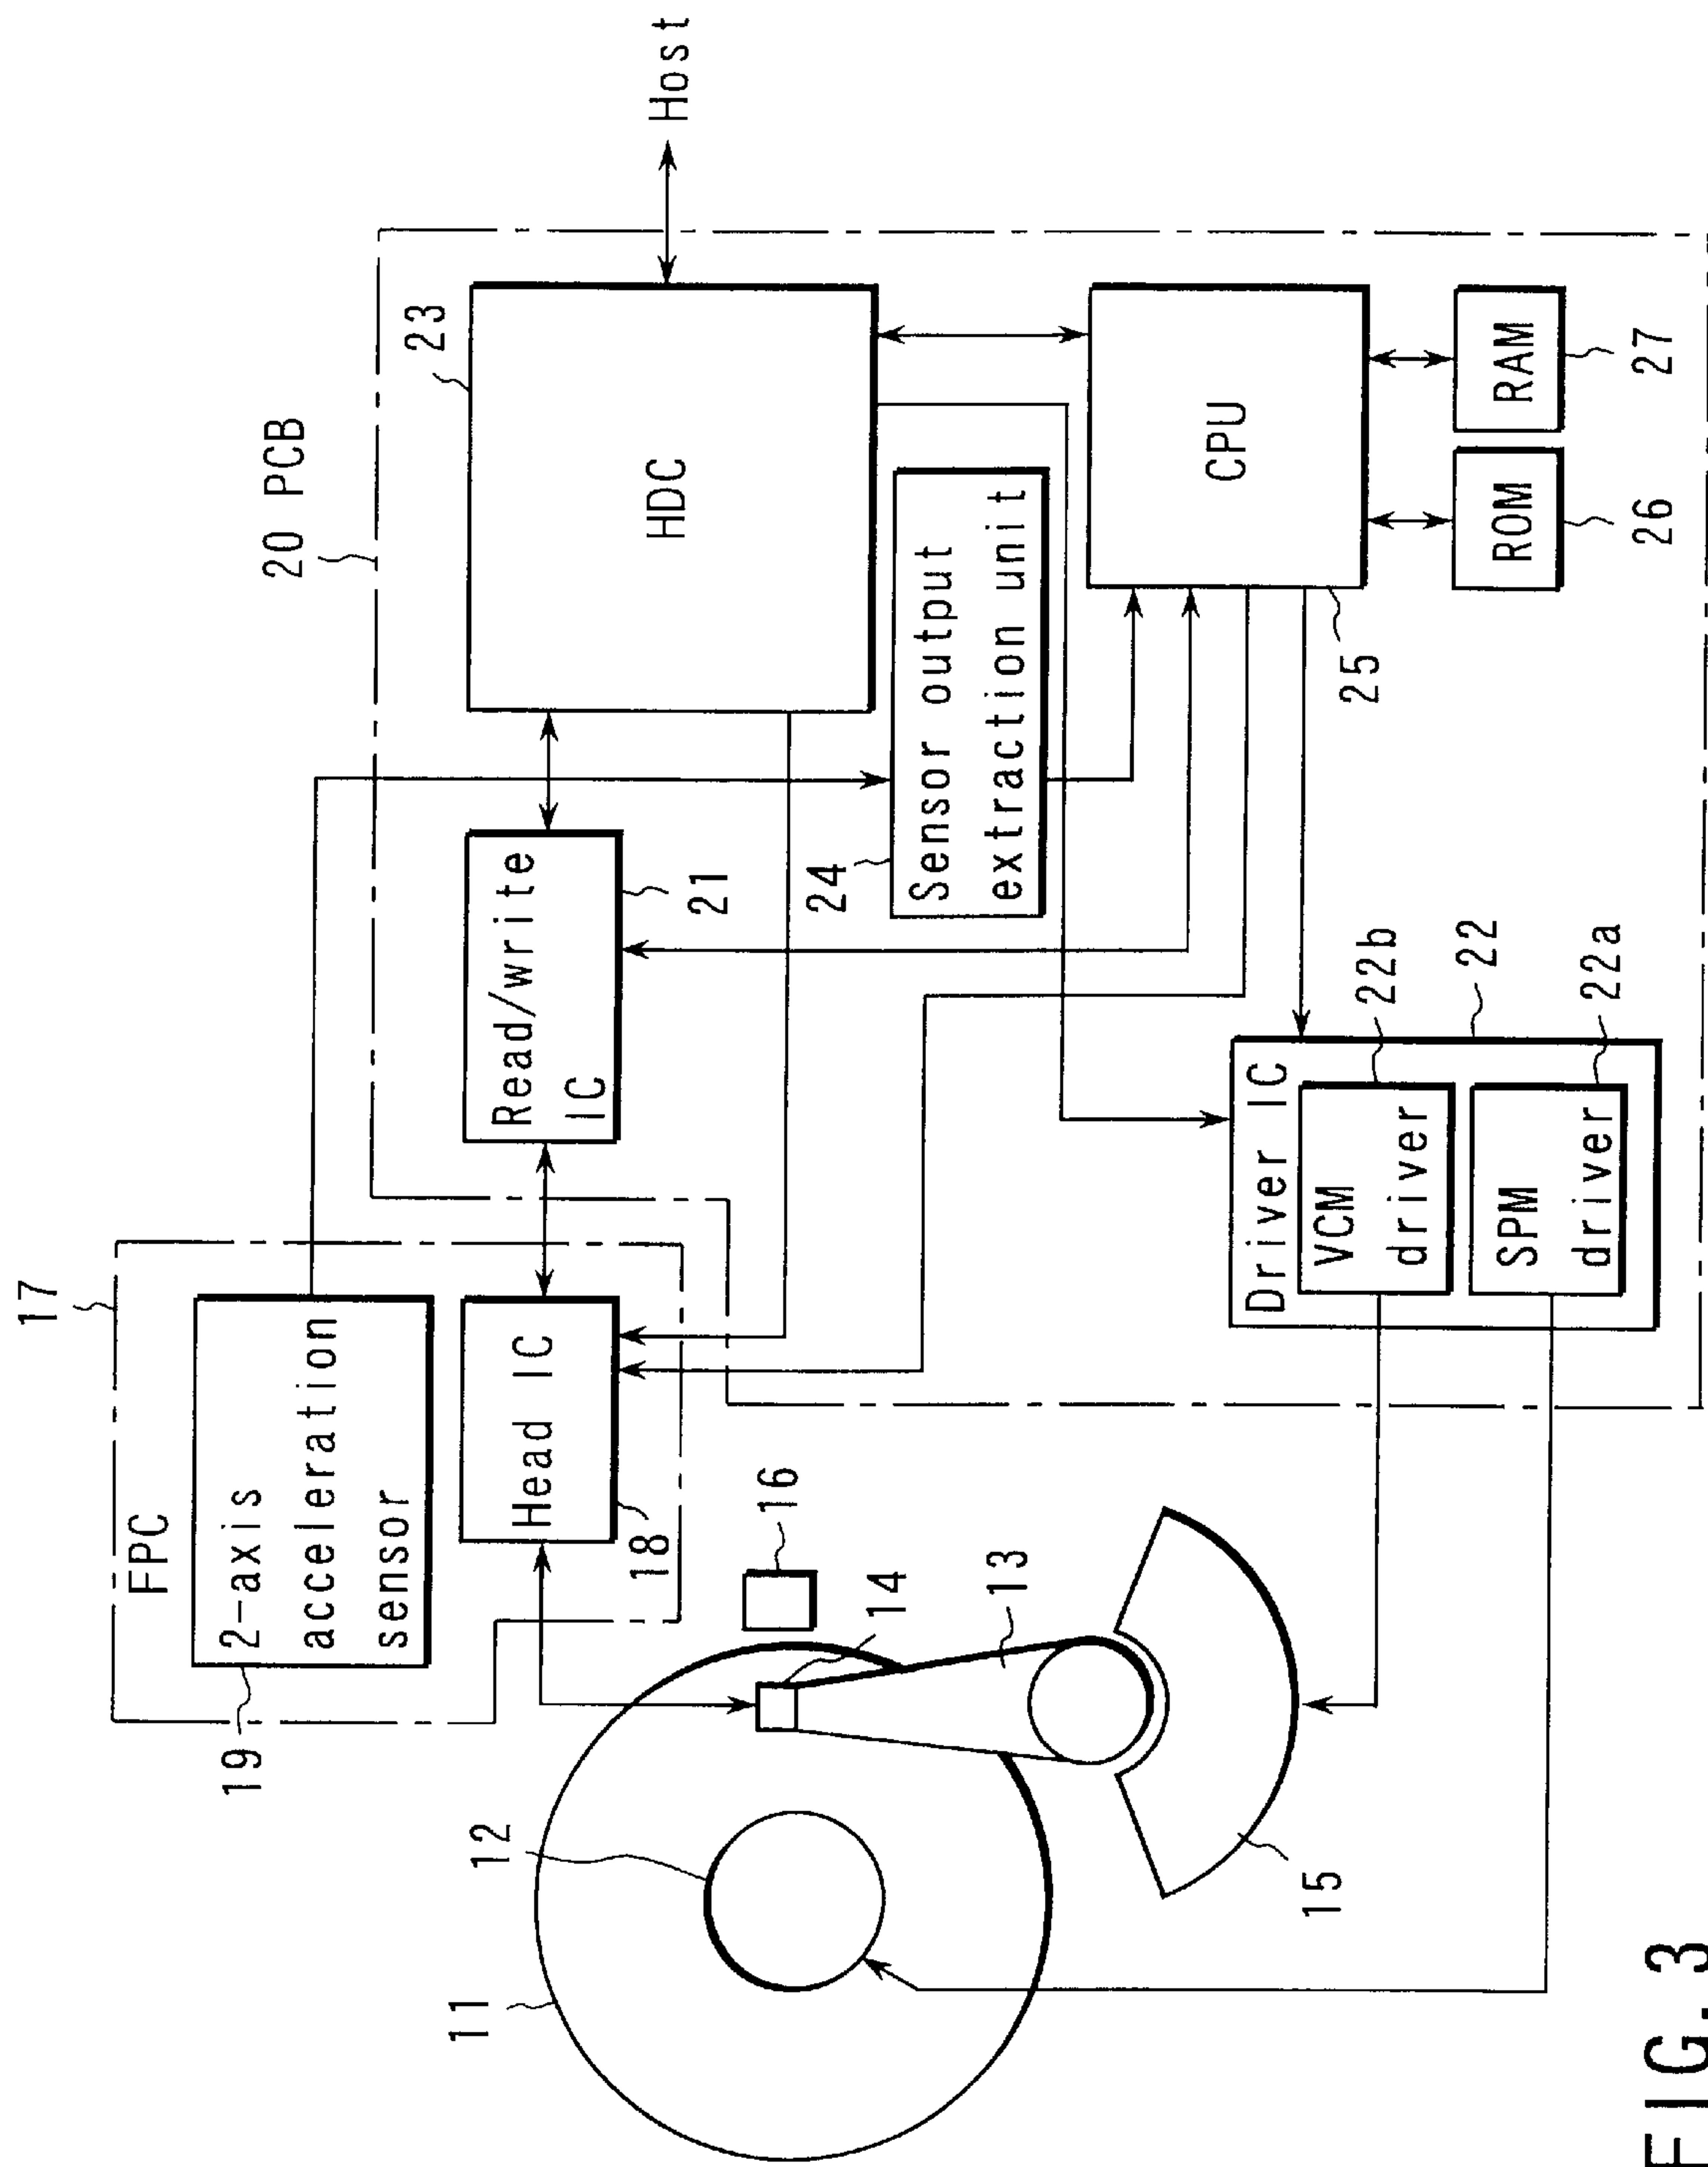 17
FPC
2-axis
acceleration
sensor
19
Head IC
18
20 PCB
Read/write
IC
21
HDC
23
Host
24
Sensor output
extraction unit
CPU
25
ROM
26
RAM
27
Driver IC
VCM
driver
22b
22
SPM
driver
22a
11
12
14
16
13
15
FIG. 3